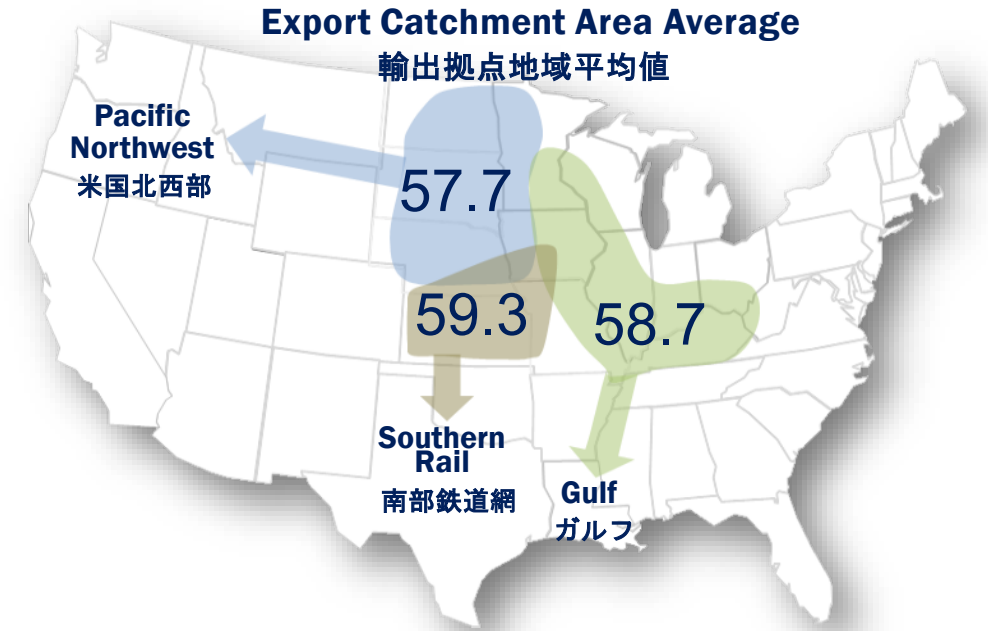 Export Catchment Area Average
輸出拠点地域平均値
Pacific
Northwest
米国北西部
57.7
59.3
58.7
Southern
Rail
南部鉄道網
Gulf
ガルフ